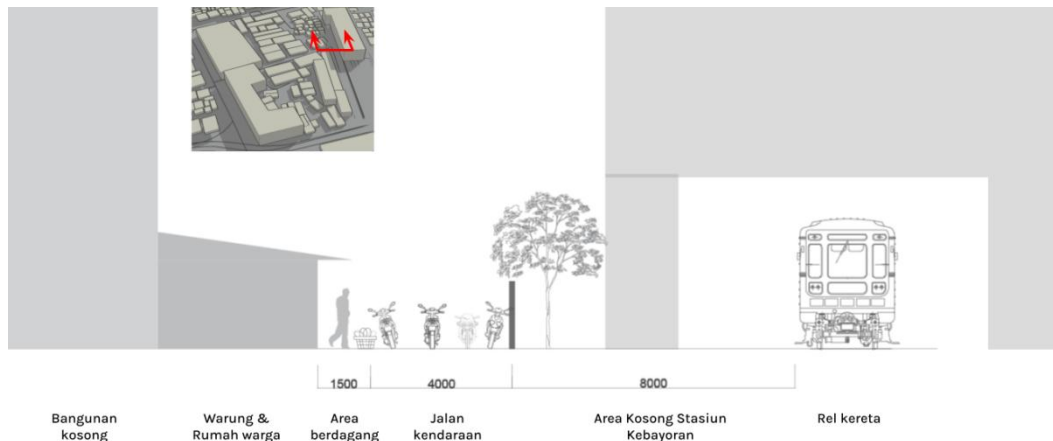 1500
4000
8000
Bangunan
kosong
Warung &
Rumah warga
Area
berdagang
Jalan
kendaraan
Area Kosong Stasiun
Kebayoran
Rel kereta